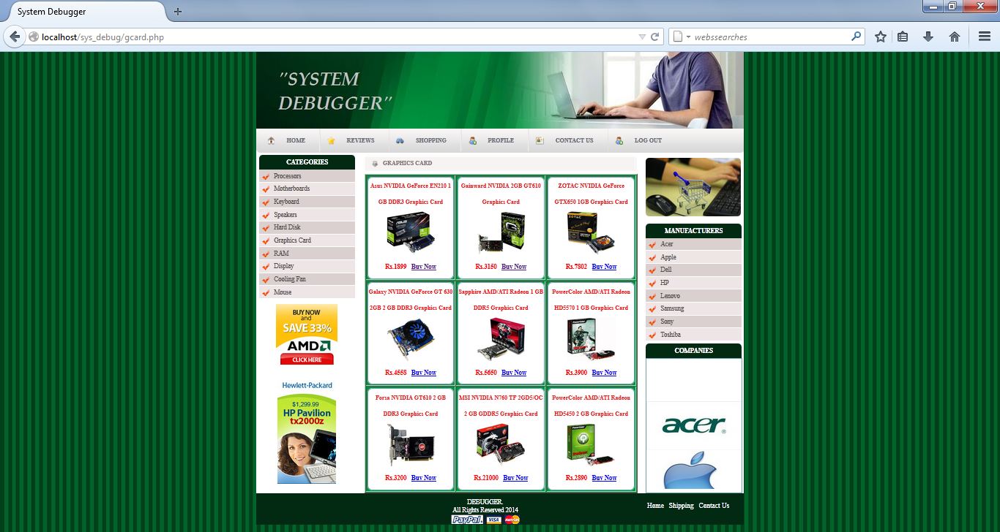 System Debugger
localhost/sys_debug/gcard.php
webssearches
"SYSTEM
DEBUGGER"
HOME
REVIEWS
SHOPPING
PROFILE
CONTACT US
LOG OUT
CATEGORIES
Processors
Motherboards
Keyboard
Speakers
Hard Disk
Graphics Card
RAM
Display
Cooling Fan
Mouse
BUY NOW
and
SAVE 33%
AMD
CLICK HERE
Hewlett-Packard
$1,299.99
HP Pavilion
tx2000z
GRAPHICS CARD
Asus NVIDIA GeForce EN210 1
GB DDR3 Graphics Card
Rs.1899 Buy Now
Gainward NVIDIA 2GB GT610
Graphics Card
Rs.3150 Buy Now
ZOTAC NVIDIA GeForce
GTX650 1GB Graphics Card
ZOTAC
Rs.7802 Buy Now
Galaxy NVIDIA GeForce GT 630
2GB 2 GB DDR3 Graphics Card
Rs.4558 Buy Now
Sapphire AMD/ATI Radeon 1 GB
DDR5 Graphics Card
Rs.5650 Buy Now
PowerColor AMD/ATI Radeon
HD5570 1 GB Graphics Card
Rs.3900 Buy Now
Forsa NVIDIA GT610 2 GB
DDR3 Graphics Card
Rs.3200 Buy Now
MSI NVIDIA N760 TF 2GD5/OC
2 GB GDDR5 Graphics Card
Rs.21000 Buy Now
PowerColor AMD/ATI Radeon
HD5450 2 GB Graphics Card
Rs.2890 Buy Now
MANUFACTURERS
Acer
Apple
Dell
HP
Lenovo
Samsung
Sony
Toshiba
COMPANIES
acer
DEBUGGER.
All Rights Reserved 2014
PayPal VISA MasterCard
Home Shipping Contact Us